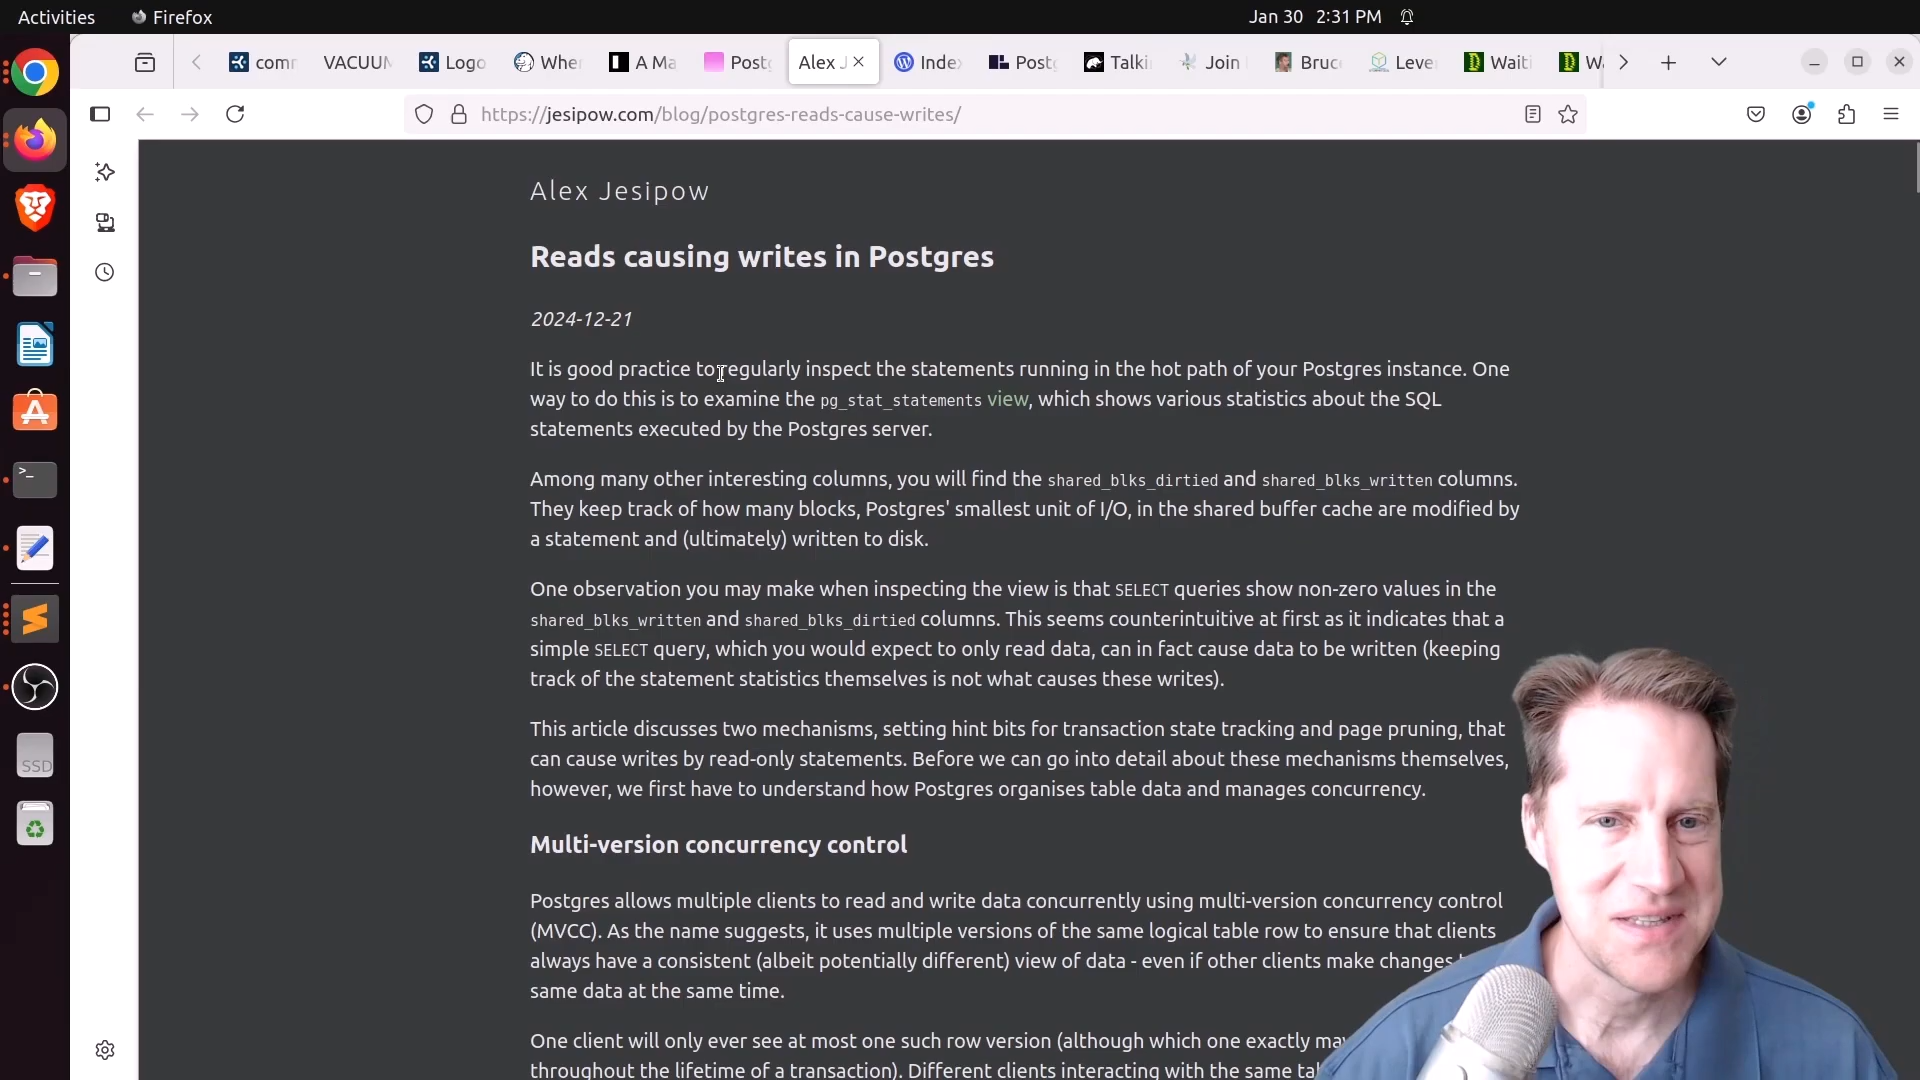 Activities
Firefox
Jan 30 2:31 PM
comm
VACUUM
Logo
When
A Ma
Postg
Alex J
Index
Postg
Talki
Join
Bruce
Leve
Waiti
Wa
https://jesipow.com/blog/postgres-reads-cause-writes/
Alex Jesipow
Reads causing writes in Postgres
2024-12-21
It is good practice to regularly inspect the statements running in the hot path of your Postgres instance. One
way to do this is to examine the pg_stat_statements view, which shows various statistics about the SQL
statements executed by the Postgres server.
Among many other interesting columns, you will find the shared_blks_dirtied and shared_blks_written columns.
They keep track of how many blocks, Postgres' smallest unit of I/O, in the shared buffer cache are modified by
a statement and (ultimately) written to disk.
One observation you may make when inspecting the view is that SELECT queries show non-zero values in the
shared_blks_written and shared_blks_dirtied columns. This seems counterintuitive at first as it indicates that a
simple SELECT query, which you would expect to only read data, can in fact cause data to be written (keeping
track of the statement statistics themselves is not what causes these writes).
This article discusses two mechanisms, setting hint bits for transaction state tracking and page pruning, that
can cause writes by read-only statements. Before we can go into detail about these mechanisms themselves,
however, we first have to understand how Postgres organises table data and manages concurrency.
Multi-version concurrency control
Postgres allows multiple clients to read and write data concurrently using multi-version concurrency control
(MVCC). As the name suggests, it uses multiple versions of the same logical table row to ensure that clients
always have a consistent (albeit potentially different) view of data - even if other clients make changes
same data at the same time.
One client will only ever see at most one such row version (although which one exactly may
throughout the lifetime of a transaction). Different clients interacting with the same
SSD